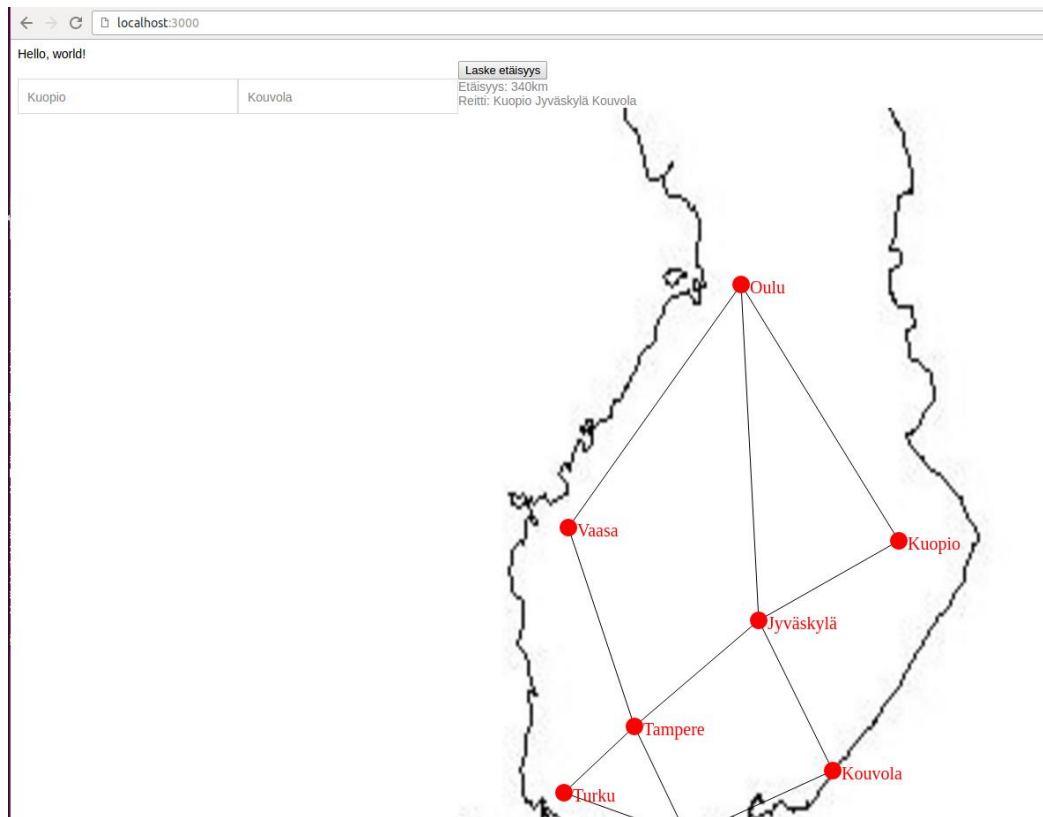 localhost:3000
Hello, world!
Laske etäisyys
Kuopio
Kouvola
Etäisyys: 340km
Reitti: Kuopio Jyväskylä Kouvola
Oulu
Vaasa
Kuopio
Jyväskylä
Tampere
Kouvola
Turku